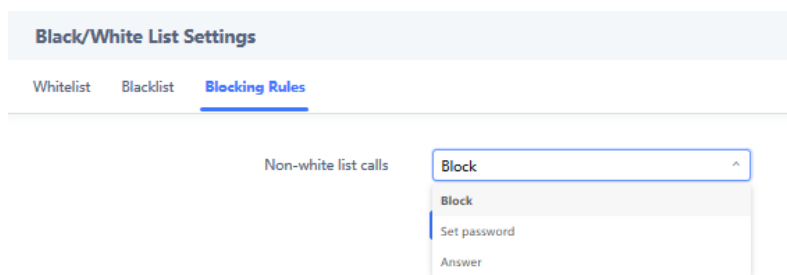 Black/White List Settings
Whitelist Blacklist Blocking Rules
Non-white list calls Block
Block
Set password
Answer